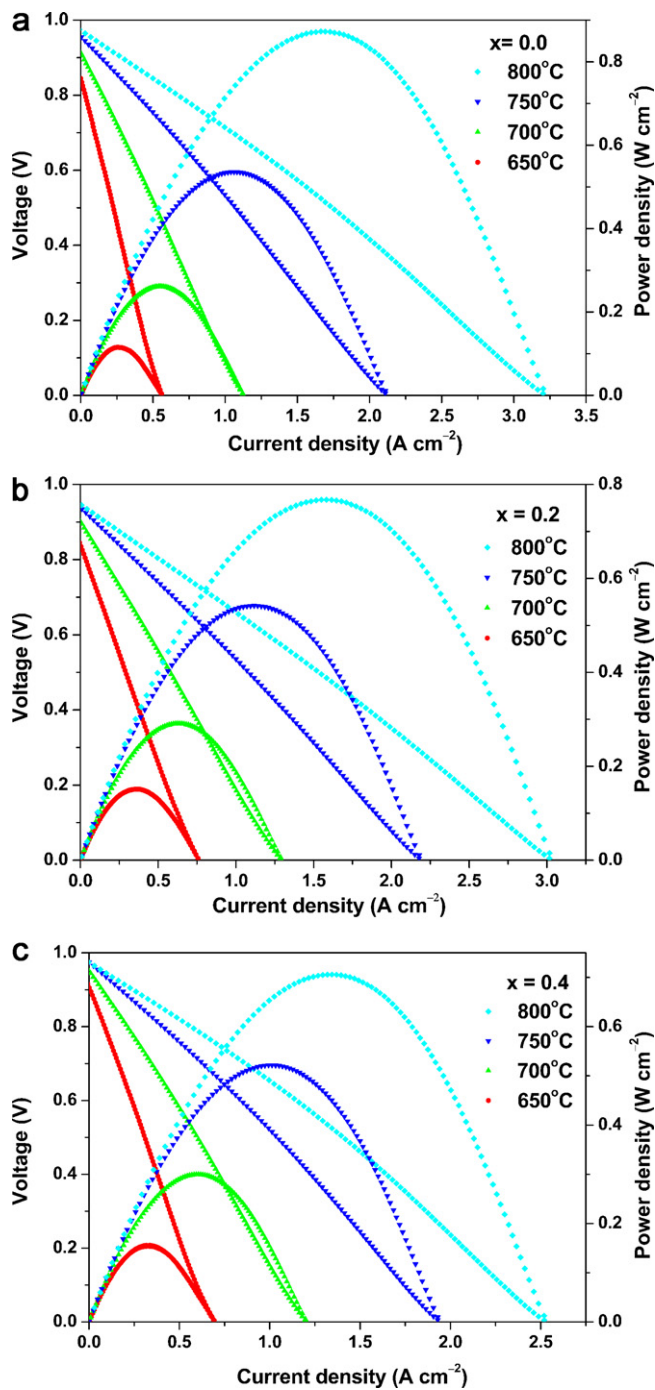 a
x= 0.0
800°C
750°C
700°C
650°C
Voltage (V)
1.0
0.8
0.6
0.4
0.2
0.0
Power density (W cm⁻²)
0.8
0.6
0.4
0.2
0.0
0.0 0.5 1.0 1.5 2.0 2.5 3.0 3.5
Current density (A cm⁻²)
b
x = 0.2
800°C
750°C
700°C
650°C
Voltage (V)
1.0
0.8
0.6
0.4
0.2
0.0
Power density (W cm⁻²)
0.8
0.6
0.4
0.2
0.0
0.0 0.5 1.0 1.5 2.0 2.5 3.0
Current density (A cm⁻²)
c
x = 0.4
800°C
750°C
700°C
650°C
Voltage (V)
1.0
0.8
0.6
0.4
0.2
0.0
Power density (W cm⁻²)
0.6
0.4
0.2
0.0
0.0 0.5 1.0 1.5 2.0 2.5
Current density (A cm⁻²)